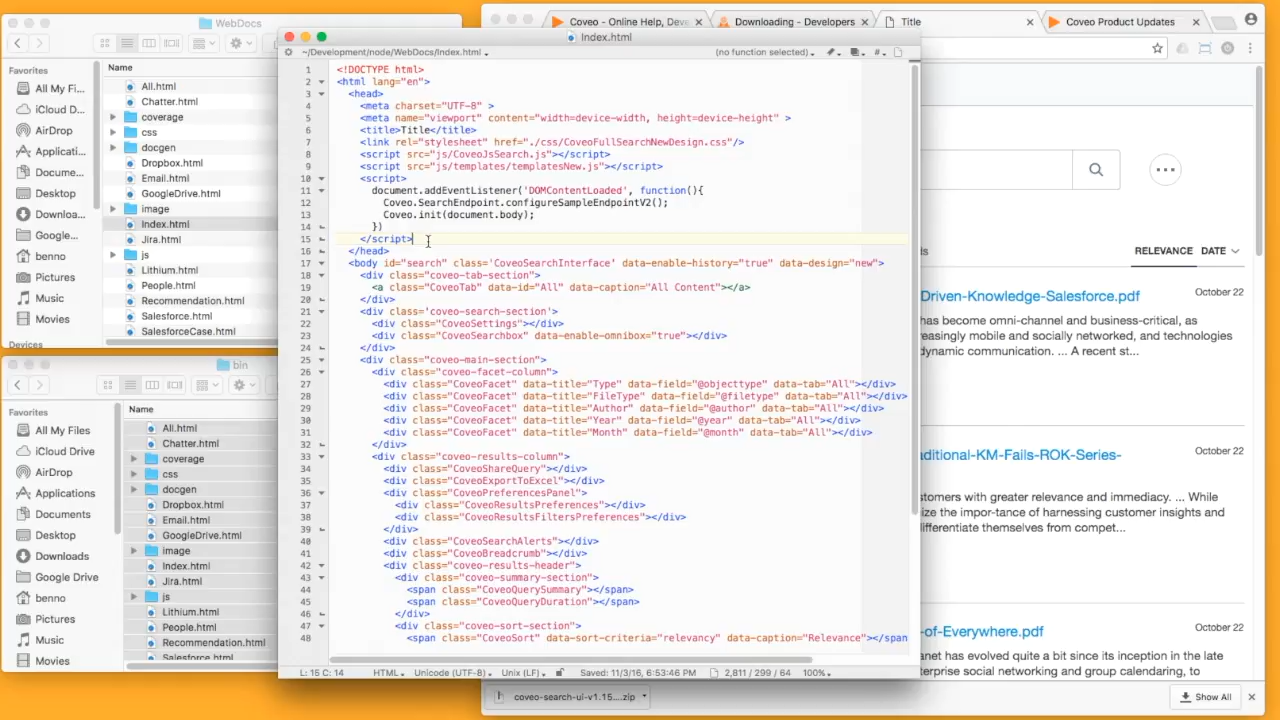 WebDocs
Favorites
Name
All My Fi...
iCloud D...
AirDrop
Applicati...
Docume...
Desktop
Downloa...
Google...
benno
Pictures
Music
Movies
Devices
All.html
Chatter.html
coverage
css
docgen
Dropbox.html
Email.html
GoogleDrive.html
image
Index.html
Jira.html
js
Lithium.html
People.html
Recommendation.html
Salesforce.html
SalesforceCase.html
bin
Favorites
Name
All My Files
iCloud Drive
AirDrop
Applications
Documents
Desktop
Downloads
Google Drive
benno
Pictures
Music
Movies
All.html
Chatter.html
coverage
css
docgen
Dropbox.html
Email.html
GoogleDrive.html
image
Index.html
Jira.html
js
Lithium.html
People.html
Recommendation.html
Salesforce.html
Index.html
~/Development/node/WebDocs/Index.html
(no function selected)
#
1 <!DOCTYPE html>
2 <html lang="en">
3 <head>
4 <meta charset="UTF-8" >
5 <meta name="viewport" content="width=device-width, height=device-height" >
6 <title>Title</title>
7 <link rel="stylesheet" href="./css/CoveoFullSearchNewDesign.css"/>
8 <script src="js/CoveoJsSearch.js"></script>
9 <script src="js/templates/templatesNew.js"></script>
10 <script>
11 document.addEventListener('DOMContentLoaded', function(){
12 Coveo.SearchEndpoint.configureSampleEndpointV2();
13 Coveo.init(document.body);
14 })
15 </script>
16 </head>
17 <body id="search" class='CoveoSearchInterface' data-enable-history="true" data-design="new">
18 <div class="coveo-tab-section">
19 <a class="CoveoTab" data-id="All" data-caption="All Content"></a>
20 </div>
21 <div class='coveo-search-section'>
22 <div class="CoveoSettings"></div>
23 <div class="CoveoSearchbox" data-enable-omnibox="true"></div>
24 </div>
25 <div class="coveo-main-section">
26 <div class="coveo-facet-column">
27 <div class="CoveoFacet" data-title="Type" data-field="@objecttype" data-tab="All"></div>
28 <div class="CoveoFacet" data-title="FileType" data-field="@filetype" data-tab="All"></div>
29 <div class="CoveoFacet" data-title="Author" data-field="@author" data-tab="All"></div>
30 <div class="CoveoFacet" data-title="Year" data-field="@year" data-tab="All"></div>
31 <div class="CoveoFacet" data-title="Month" data-field="@month" data-tab="All"></div>
32 </div>
33 <div class="coveo-results-column">
34 <div class="CoveoShareQuery"></div>
35 <div class="CoveoExportToExcel"></div>
36 <div class="CoveoPreferencesPanel">
37 <div class="CoveoResultsPreferences"></div>
38 <div class="CoveoResultsFiltersPreferences"></div>
39 </div>
40 <div class="CoveoSearchAlerts"></div>
41 <div class="CoveoBreadcrumb"></div>
42 <div class="coveo-results-header">
43 <div class="coveo-summary-section">
44 <span class="CoveoQuerySummary"></span>
45 <span class="CoveoQueryDuration"></span>
46 </div>
47 <div class="coveo-sort-section">
48 <span class="CoveoSort" data-sort-criteria="relevancy" data-caption="Relevance"></span
L: 15 C: 14 HTML Unicode (UTF-8) Unix (LF) Saved: 11/3/16, 6:53:46 PM 2,811 / 299 / 64 100%
Coveo - Online Help, Dev
Downloading - Developers
Title
Coveo Product Updates
RELEVANCE DATE
Driven-Knowledge-Salesforce.pdf
October 22
has become omni-channel and business-critical, as
easingly mobile and socially networked, and technologies
dynamic communication. ... A recent st...
aditional-KM-Fails-ROK-Series-
October 22
stomers with greater relevance and immediacy. ... While
ize the impor-tance of harnessing customer insights and
differentiate themselves from compet...
-of-Everywhere.pdf
October 22
anet has evolved quite a bit since its inception in the late
terprise social networking and group calendaring, to
coveo-search-ui-v1.15....zip
Show All